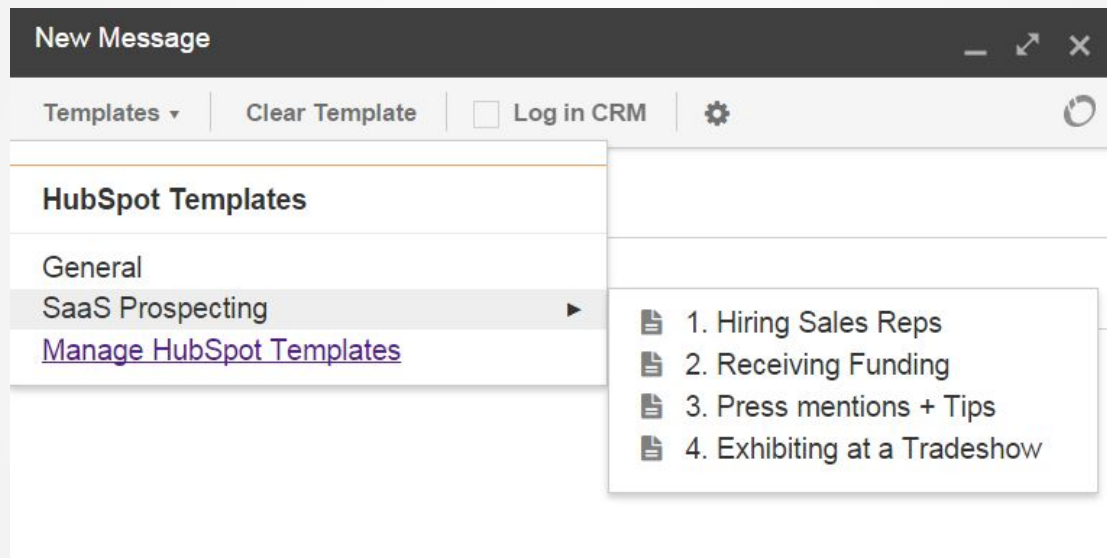 New Message
Templates
Clear Template
Log in CRM
HubSpot Templates
General
SaaS Prospecting
Manage HubSpot Templates
1. Hiring Sales Reps
2. Receiving Funding
3. Press mentions + Tips
4. Exhibiting at a Tradeshow